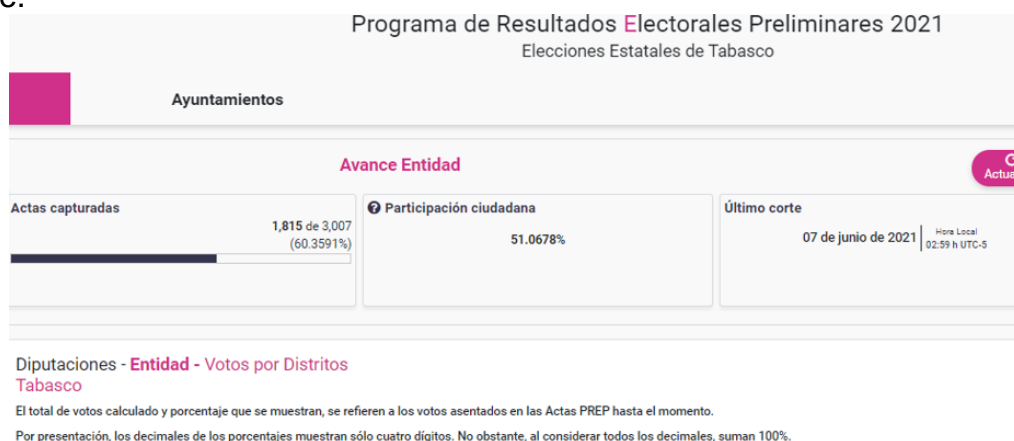 Programa de Resultados Electorales Preliminares 2021
Elecciones Estatales de Tabasco
Ayuntamientos
Avance Entidad
Actas capturadas
1,815 de 3,007
(60.3591%)
Participación ciudadana
51.0678%
Último corte
07 de junio de 2021
Hora Local
02:59 h UTC-5
Diputaciones - Entidad - Votos por Distritos
Tabasco
El total de votos calculado y porcentaje que se muestran, se refieren a los votos asentados en las Actas PREP hasta el momento.
Por presentación, los decimales de los porcentajes muestran sólo cuatro dígitos. No obstante, al considerar todos los decimales, suman 100%.